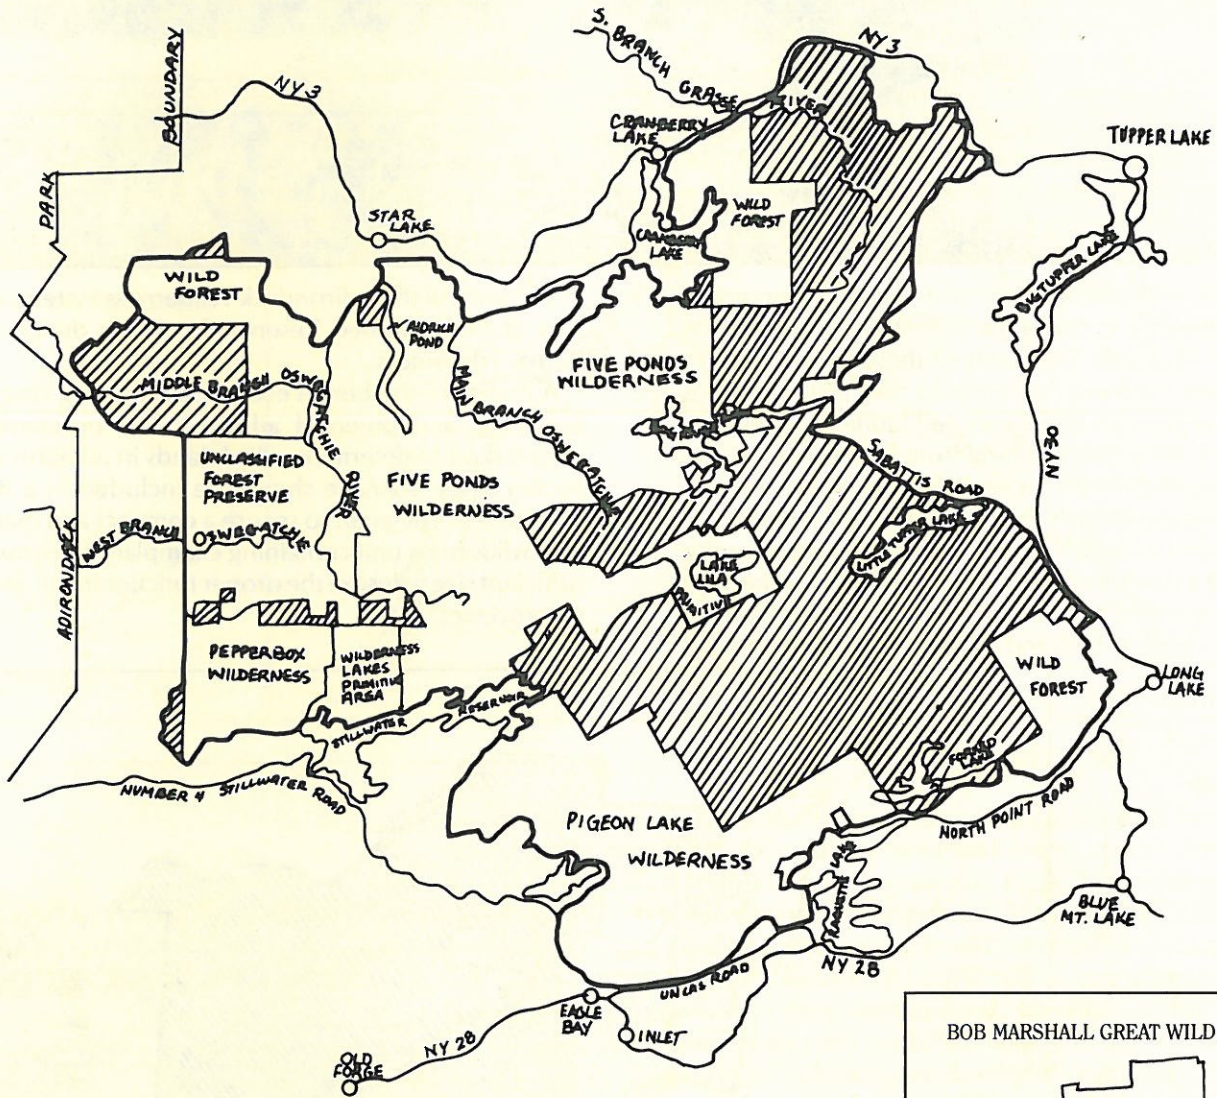 S. BRANCH GRASSE RIVER
NY 3
BOUNDARY
NY 3
CRANBERRY
LAKE
TUPPER LAKE
PARK
STAR
LAKE
WILD
FOREST
CRANBERRY
LAKE
WILD
FOREST
BIG TUPPER LAKE
ALDRICH
POND
FIVE PONDS
WILDERNESS
MIDDLE BRANCH OSWEGATCHIE RIVER
MAIN BRANCH OSWEGATCHIE
SABATTIS ROAD
NY 30
UNCLASSIFIED
FOREST
PRESERVE
FIVE PONDS
WILDERNESS
WEST BRANCH OSWEGATCHIE
LITTLE TUPPER LAKE
LAKE
LILA
PRIMITIVE
ADIRONDACK
PEPPERBOX
WILDERNESS
WILDERNESS
LAKES
PRIMITIVE
AREA
WILD
FOREST
LONG
LAKE
STILLWATER RESERVOIR
FORKED
LAKE
NUMBER 4 STILLWATER ROAD
NORTH POINT ROAD
PIGEON LAKE
WILDERNESS
RAQUETTE LAKE
BLUE
MT. LAKE
NY 28
UNCAS ROAD
EAGLE
BAY
INLET
NY 28
OLD
FORGE
BOB MARSHALL GREAT WILD